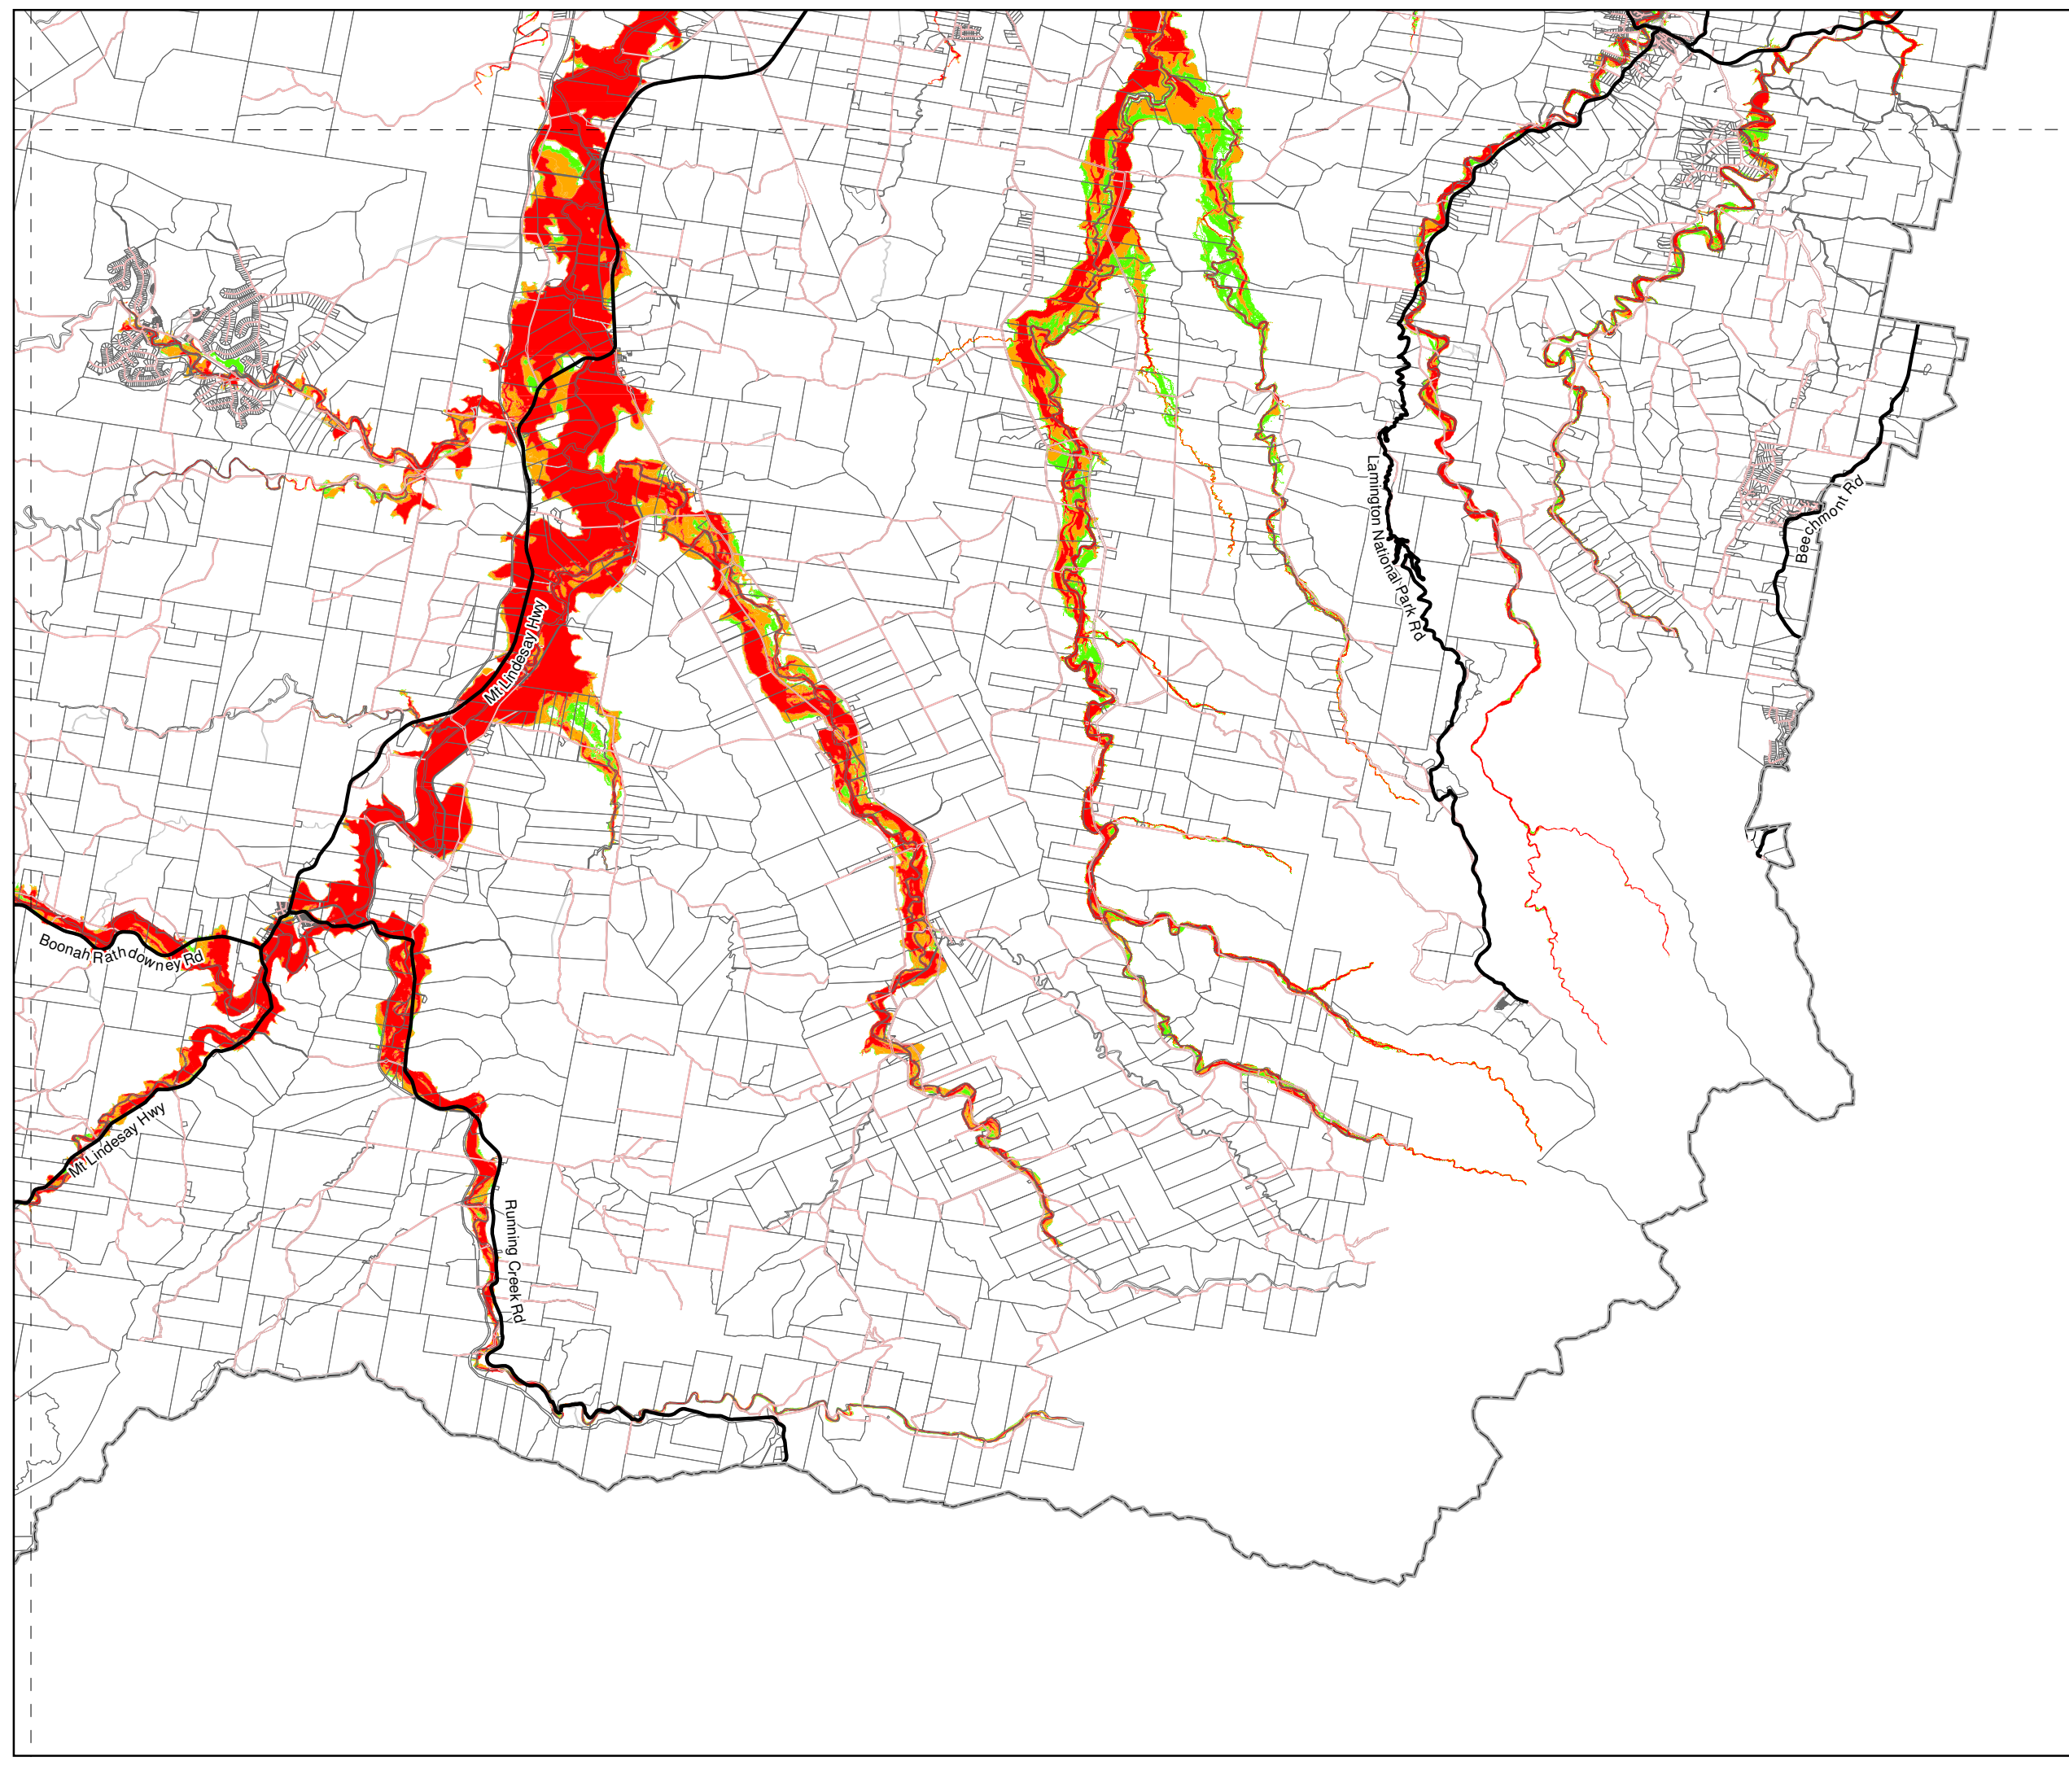 Lamington National Park Rd
Beechmont Rd
Mt Lindesay Hwy
Boonah Rathdowney Rd
Mt Lindesay Hwy
Running Creek Rd